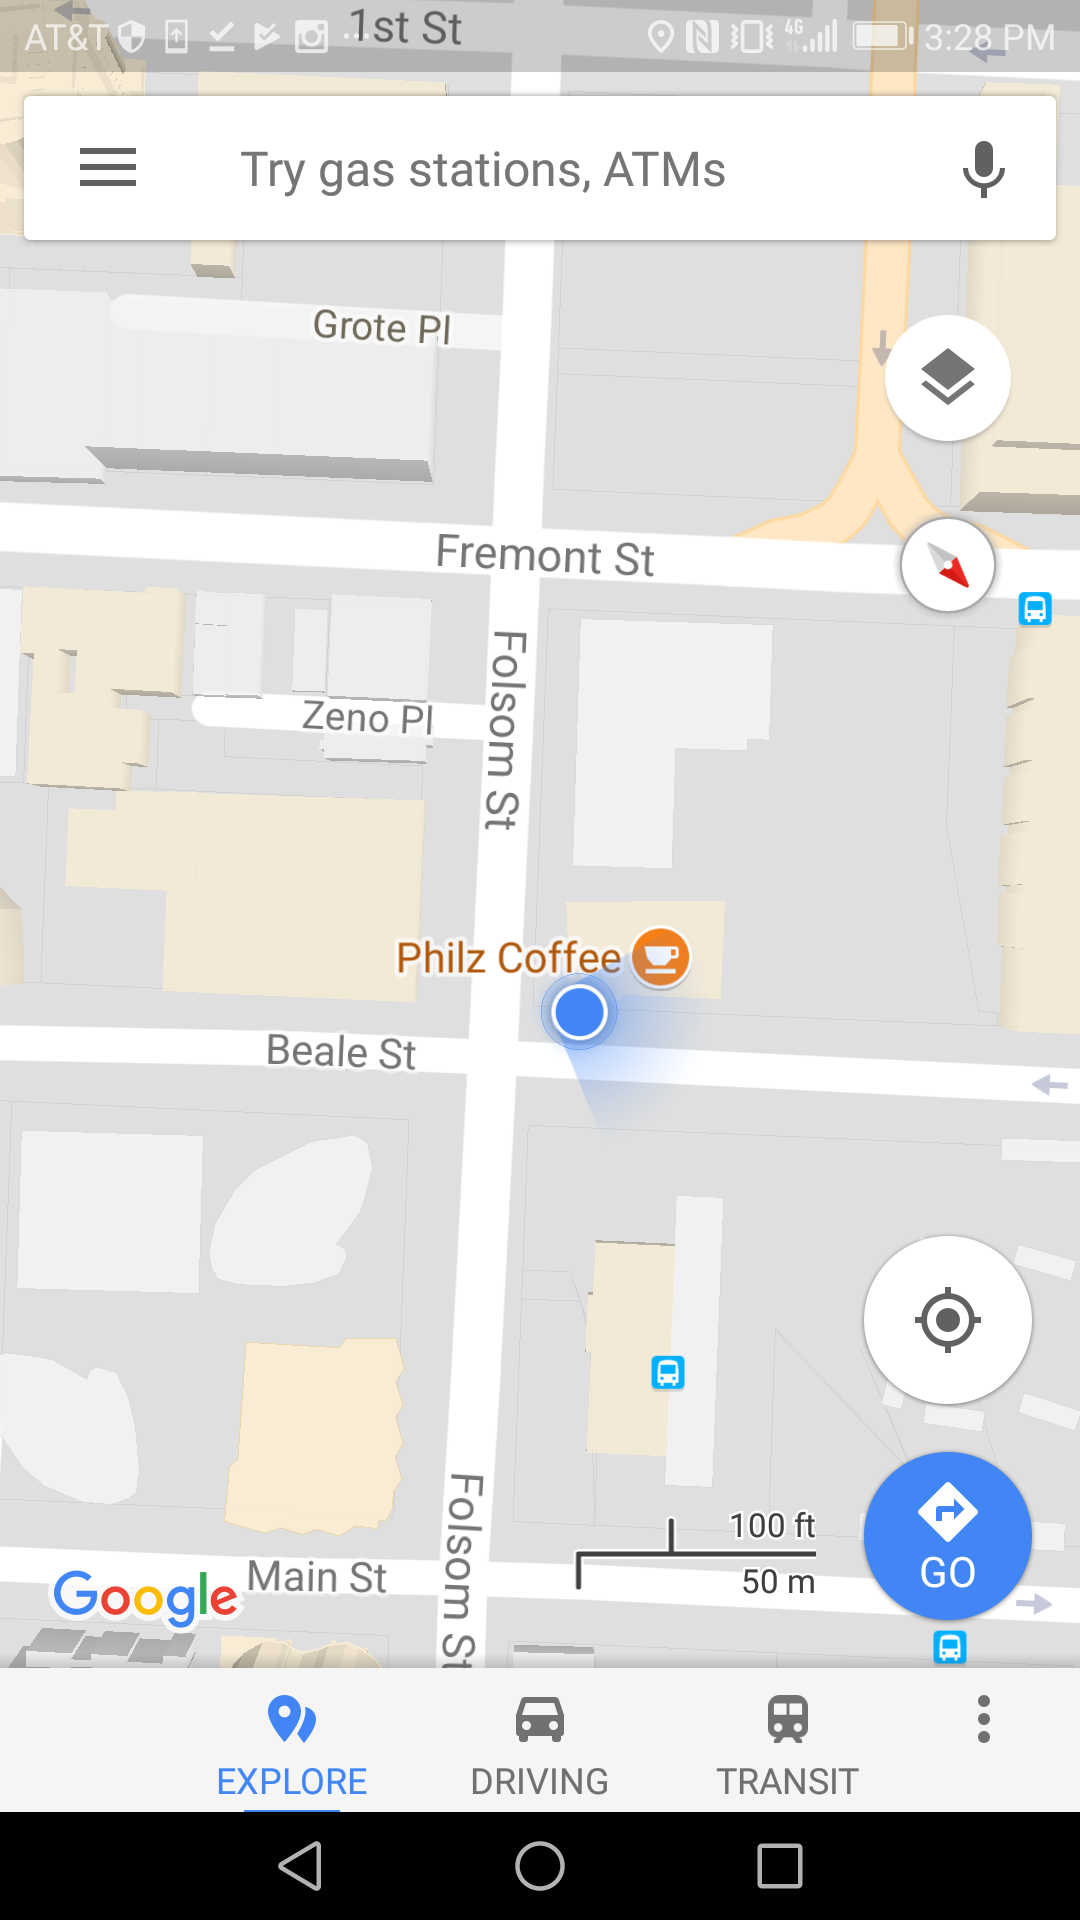 AT&T
1st St
4G
3:28 PM
Try gas stations, ATMs
Grote Pl
Fremont St
Folsom St
Zeno Pl
Philz Coffee
Beale St
Folsom St
100 ft
50 m
GO
Main St
Google
EXPLORE
DRIVING
TRANSIT